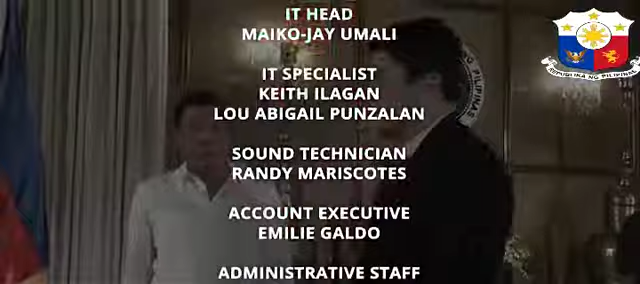 IT HEAD
MAIKO-JAY UMALI
IT SPECIALIST
KEITH ILAGAN
LOU ABIGAIL PUNZALAN
SOUND TECHNICIAN
RANDY MARISCOTES
ACCOUNT EXECUTIVE
EMILIE GALDO
ADMINISTRATIVE STAFF
REPUBLIKA NG PILIPINAS
PILIPINAS